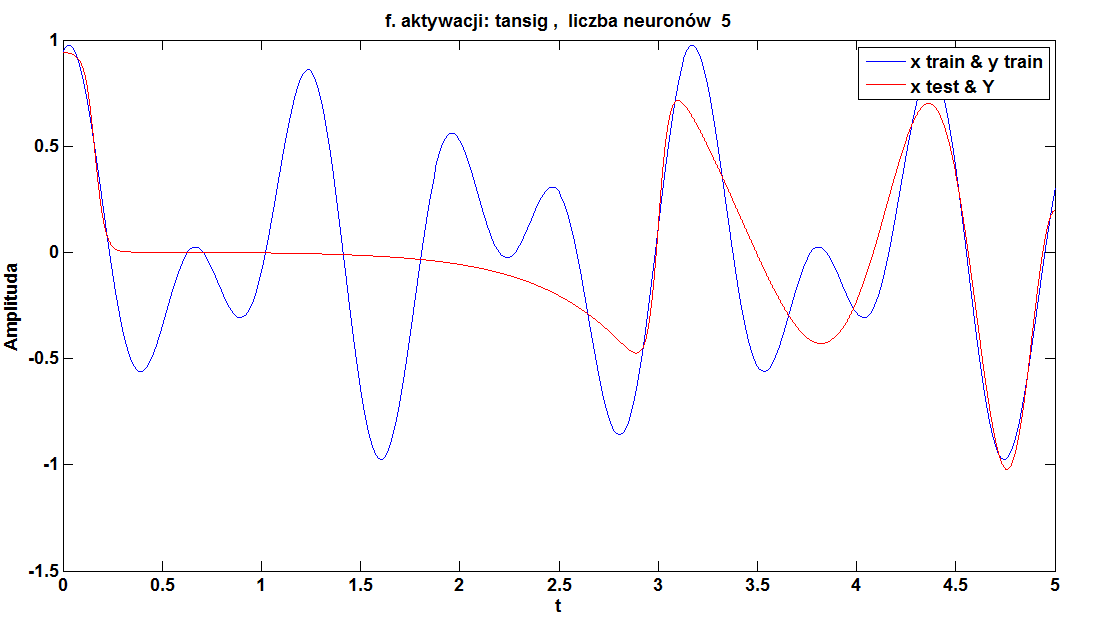 f. aktywacji: tansig , liczba neuronów 5
x train & y train
x test & Y
1
0.5
0
-0.5
-1
-1.5
Amplituda
0 0.5 1 1.5 2 2.5 3 3.5 4 4.5 5
t